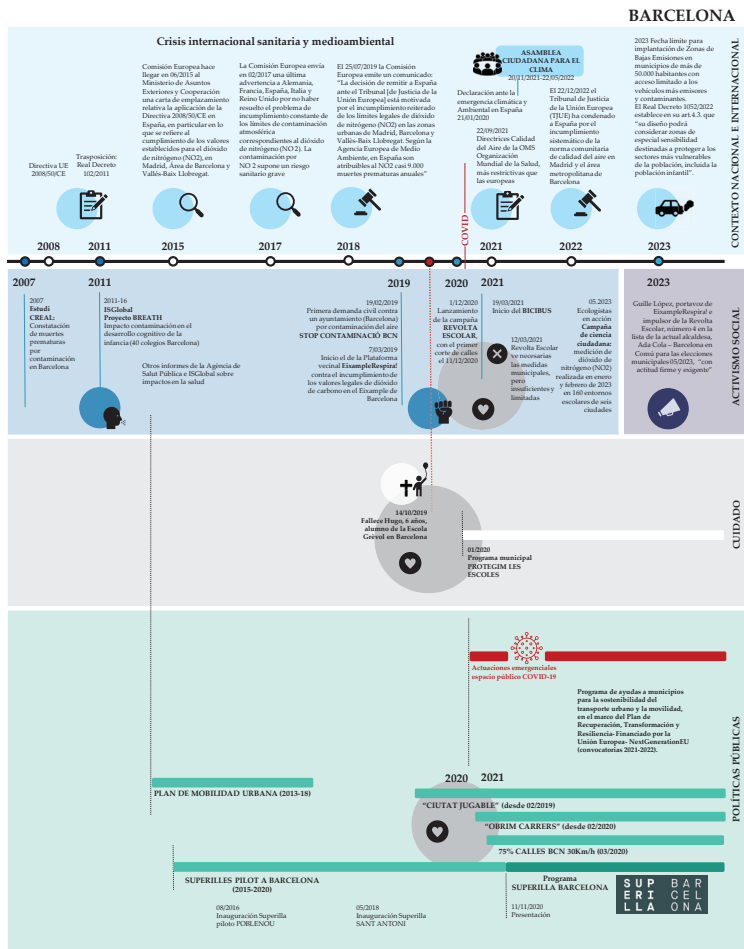 BARCELONA
CONTEXTO NACIONAL E INTERNACIONAL
Crisis internacional sanitaria y medioambiental
Directiva UE
2008/50/CE
Trasposición:
Real Decreto
102/2011
Comisión Europea hace
llegar en 06/2015 al
Ministerio de Asuntos
Exteriores y Cooperación
una carta de emplazamiento
relativa la aplicación de la
Directiva 2008/50/CE en
España, en particular en lo
que se refiere al
cumplimiento de los valores
establecidos para el dióxido
de nitrógeno (NO2), en
Madrid, Área de Barcelona y
Vallés-Baix Llobregat.
La Comisión Europea envía
en 02/2017 una última
advertencia a Alemania,
Francia, España, Italia y
Reino Unido por no haber
resuelto el problema de
incumplimiento constante de
los límites de contaminación
atmosférica
correspondientes al dióxido
de nitrógeno (NO 2). La
contaminación por
NO 2 supone un riesgo
sanitario grave
El 25/07/2019 la Comisión
Europea emite un comunicado:
“La decisión de remitir a España
ante el Tribunal [de Justicia de la
Unión Europea] está motivada
por el incumplimiento reiterado
de los límites legales de dióxido
de nitrógeno (NO2) en las zonas
urbanas de Madrid, Barcelona y
Vallès-Baix Llobregat. Según la
Agencia Europea de Medio
Ambiente, en España son
atribuibles al NO2 casi 9.000
muertes prematuras anuales”
ASAMBLEA
CIUDADANA PARA EL
CLIMA
20/11/2021-22/05/2022
Declaración ante la
emergencia climática y
Ambiental en España
21/01/2020
22/09/2021
Directrices Calidad
del Aire de la OMS
Organización
Mundial de la Salud,
más restrictivas que
las europeas
El 22/12/2022 el
Tribunal de Justicia
de la Unión Europea
(TJUE) ha condenado
a España por el
incumplimiento
sistemático de la
norma comunitaria
de calidad del aire en
Madrid y el área
metropolitana de
Barcelona
2023 Fecha límite para
implantación de Zonas de
Bajas Emisiones en
municipios de más de
50.000 habitantes con
acceso limitado a los
vehículos más emisores
y contaminantes.
El Real Decreto 1052/2022
establece en su art.4.3. que
“su diseño podrá
considerar zonas de
especial sensibilidad
destinadas a proteger a los
sectores más vulnerables
de la población, incluida la
población infantil”.
COVID
2008
2011
2015
2017
2018
2021
2022
2023
ACTIVISMO SOCIAL
2007
2011
2019
2020
2021
2023
2007
Estudi
CREAL:
Constatación
de muertes
prematuras
por
contaminación
en Barcelona
2011-16
ISGlobal
Proyecto BREATH
Impacto contaminación en el
desarrollo cognitivo de la
infancia (40 colegios Barcelona)
Otros informes de la Agència de
Salut Pública e ISGlobal sobre
impactos en la salud
19/02/2019
Primera demanda civil contra
un ayuntamiento (Barcelona)
por contaminación del aire
STOP CONTAMINACIÓ BCN
7/03/2019
Inicio el de la Plataforma
vecinal EixampleRespira!
contra el incumplimiento de
los valores legales de dióxido
de carbono en el Eixample de
Barcelona
1/12/2020
Lanzamiento
de la campaña
REVOLTA
ESCOLAR,
con el primer
corte de calles
el 11/12/2020
19/03/2021
Inicio del BICIBUS
12/03/2021
Revolta Escolar
ve necesarias
las medidas
municipales,
pero
insuficientes y
limitadas
05.2023
Ecologistas
en acción
Campaña
de ciencia
ciudadana:
medición de
dióxido de
nitrógeno (NO2)
realizada en enero
y febrero de 2023
en 160 entornos
escolares de seis
ciudades
Guille López, portavoz de
EixampleRespira! e
impulsor de la Revolta
Escolar, número 4 en la
lista de la actual alcaldesa,
Ada Cola – Barcelona en
Comú para las elecciones
municipales 05/2023, “con
actitud firme y exigente”
CUIDADO
14/10/2019
Fallece Hugo, 6 años,
alumno de la Escola
Grèvol en Barcelona
01/2020
Programa municipal
PROTEGIM LES
ESCOLES
POLÍTICAS PÚBLICAS
Actuaciones emergenciales
espacio público COVID-19
Programa de ayudas a municipios
para la sostenibilidad del
transporte urbano y la movilidad,
en el marco del Plan de
Recuperación, Transformación y
Resiliencia- Financiado por la
Unión Europea- NextGenerationEU
(convocatorias 2021-2022).
2020
2021
PLAN DE MOBILIDAD URBANA (2013-18)
“CIUTAT JUGABLE” (desde 02/2019)
“OBRIM CARRERS” (desde 02/2020)
75% CALLES BCN 30Km/h (03/2020)
SUPERILLES PILOT A BARCELONA
(2015-2020)
Programa
SUPERILLA BARCELONA
08/2016
Inauguración Superilla
piloto POBLENOU
05/2018
Inauguración Superilla
SANT ANTONI
11/11/2020
Presentación
SUP BAR
ERI CEL
LLA ONA